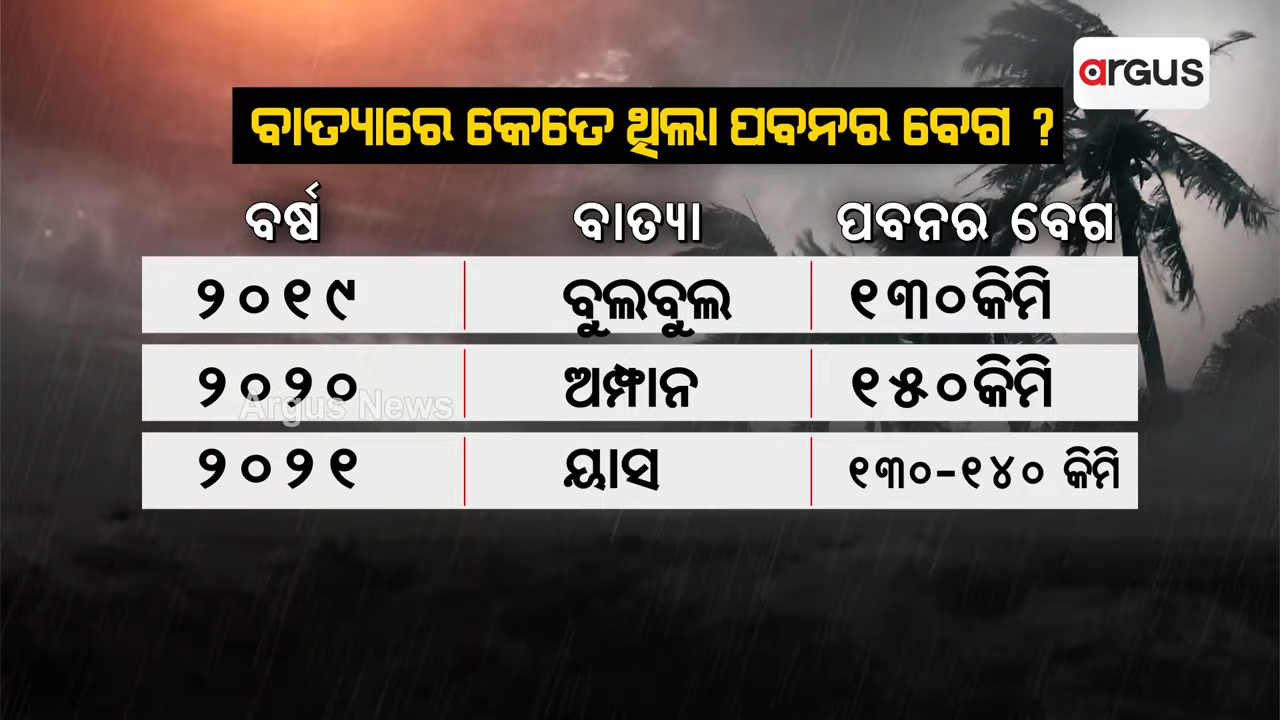 argus
ବାତ୍ୟାରେ କେତେ ଥିଲା ପବନର ବେଗ ?
ବର୍ଷ ବାତ୍ୟା ପବନର ବେଗ
୨୦୧୯ ବୁଲବୁଲ ୧୩୦କିମି
୨୦୨୦ ଅମ୍ଫାନ ୧୫୦କିମି
Argus News
୨୦୨୧ ୟାସ ୧୩୦-୧୪୦ କିମି